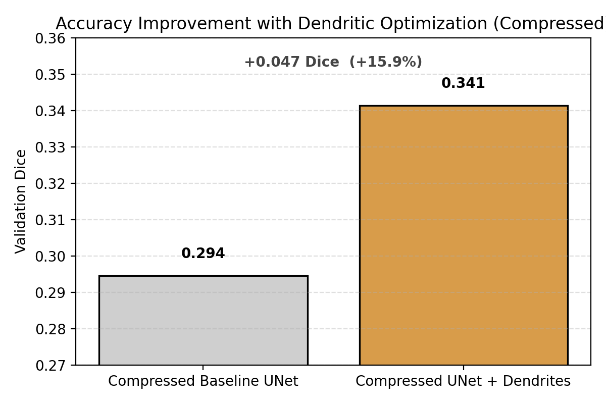 Accuracy Improvement with Dendritic Optimization (Compressed
0.36
+0.047 Dice (+15.9%)
0.35
0.341
0.34
0.33
Validation Dice
0.32
0.31
0.294
0.30
0.29
0.28
0.27
Compressed Baseline UNet
Compressed UNet + Dendrites